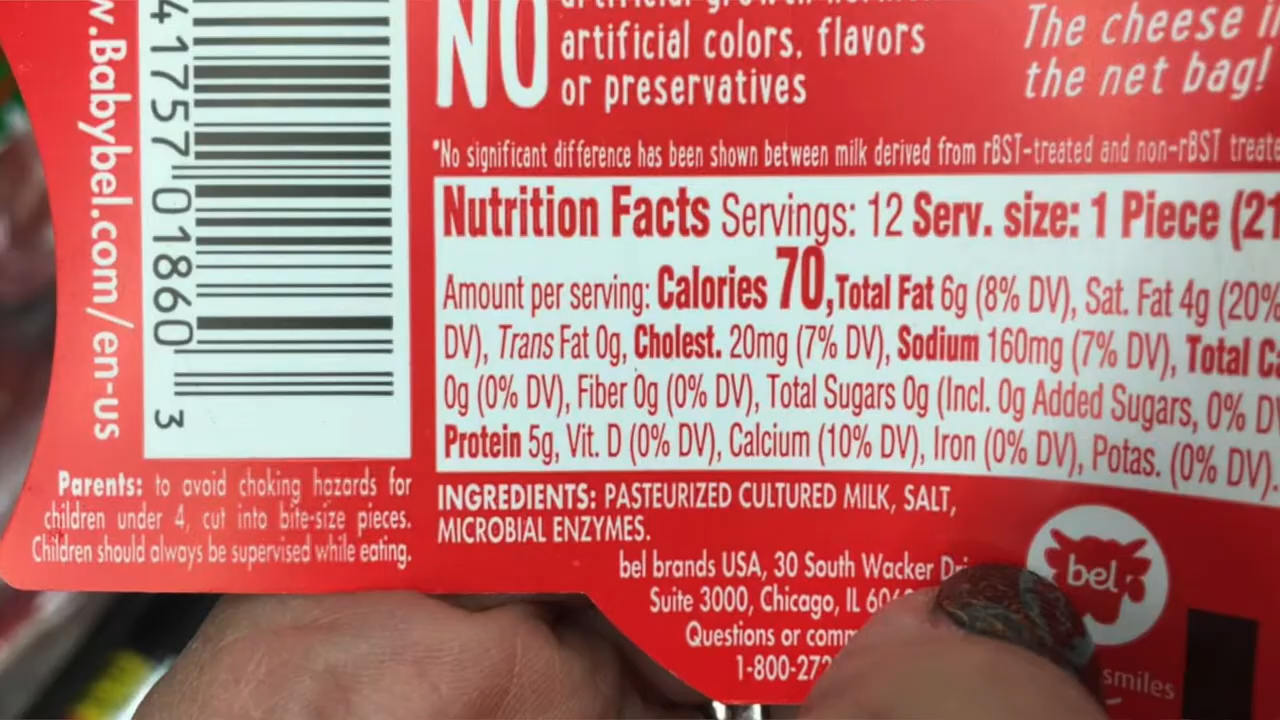 w.Babybel.com/en-us
41757 01860 3
NO
artificial colors, flavors
or preservatives
The cheese
the net bag!
*No significant difference has been shown between milk derived from rBST-treated and non-rBST
Nutrition Facts Servings: 12 Serv. size: 1 Piece (21
Amount per serving: Calories 70, Total Fat 6g (8% DV), Sat. Fat 4g (20%
DV), Trans Fat 0g, Cholest. 20mg (7% DV), Sodium 160mg (7% DV), Total
0g (0% DV), Fiber 0g (0% DV), Total Sugars 0g (Incl. 0g Added Sugars, 0% D
Protein 5g, Vit. D (0% DV), Calcium (10% DV), Iron (0% DV), Potas. (0% DV).
Parents: to avoid choking hazards for
children under 4, cut into bite-size pieces.
Children should always be supervised while eating.
INGREDIENTS: PASTEURIZED CULTURED MILK, SALT,
MICROBIAL ENZYMES.
bel brands USA, 30 South Wacker
Suite 3000, Chicago, IL
Questions or
1-800-272
bel
smiles